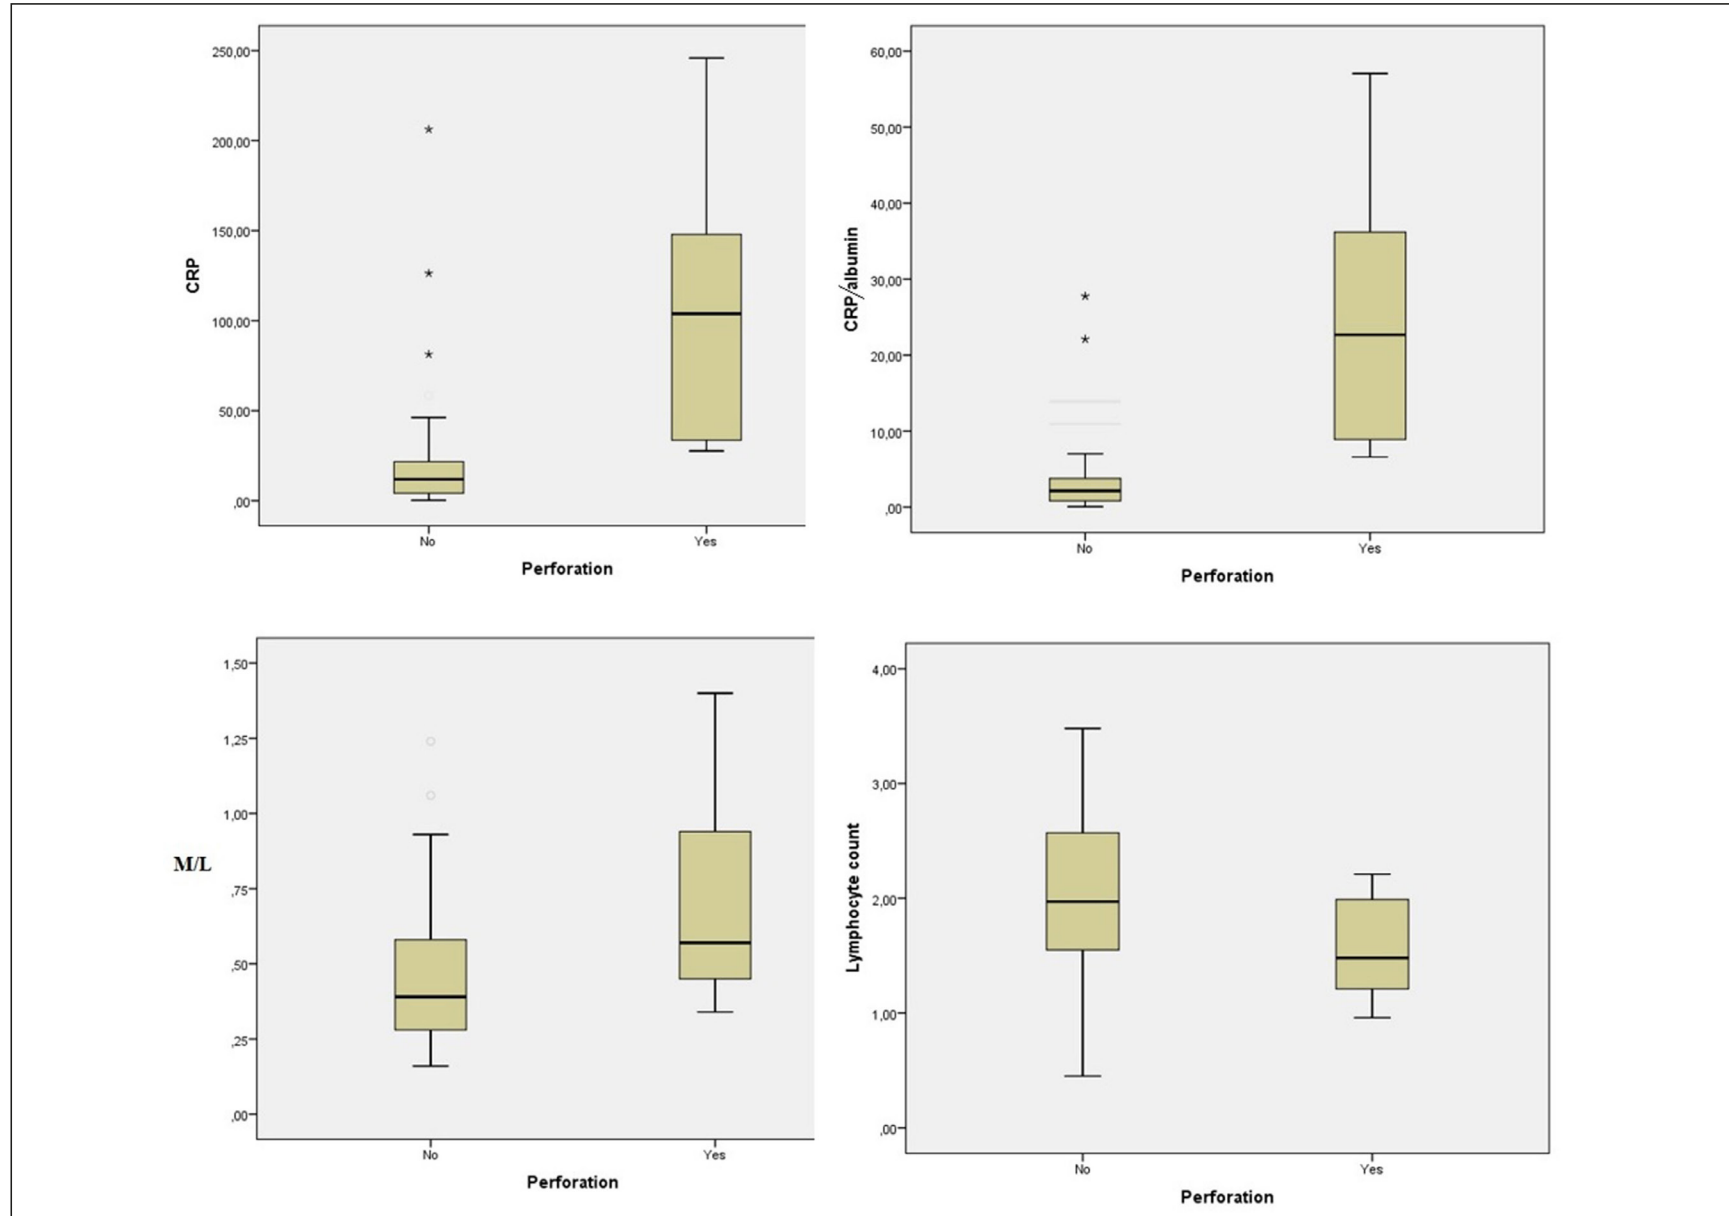 250,00
200,00
150,00
100,00
50,00
,00
CRP
No
Yes
Perforation
60,00
50,00
40,00
30,00
20,00
10,00
,00
CRP/albumin
No
Yes
Perforation
1,50
1,25
1,00
,75
,50
,25
,00
M/L
No
Yes
Perforation
4,00
3,00
2,00
1,00
,00
Lymphocyte count
No
Yes
Perforation